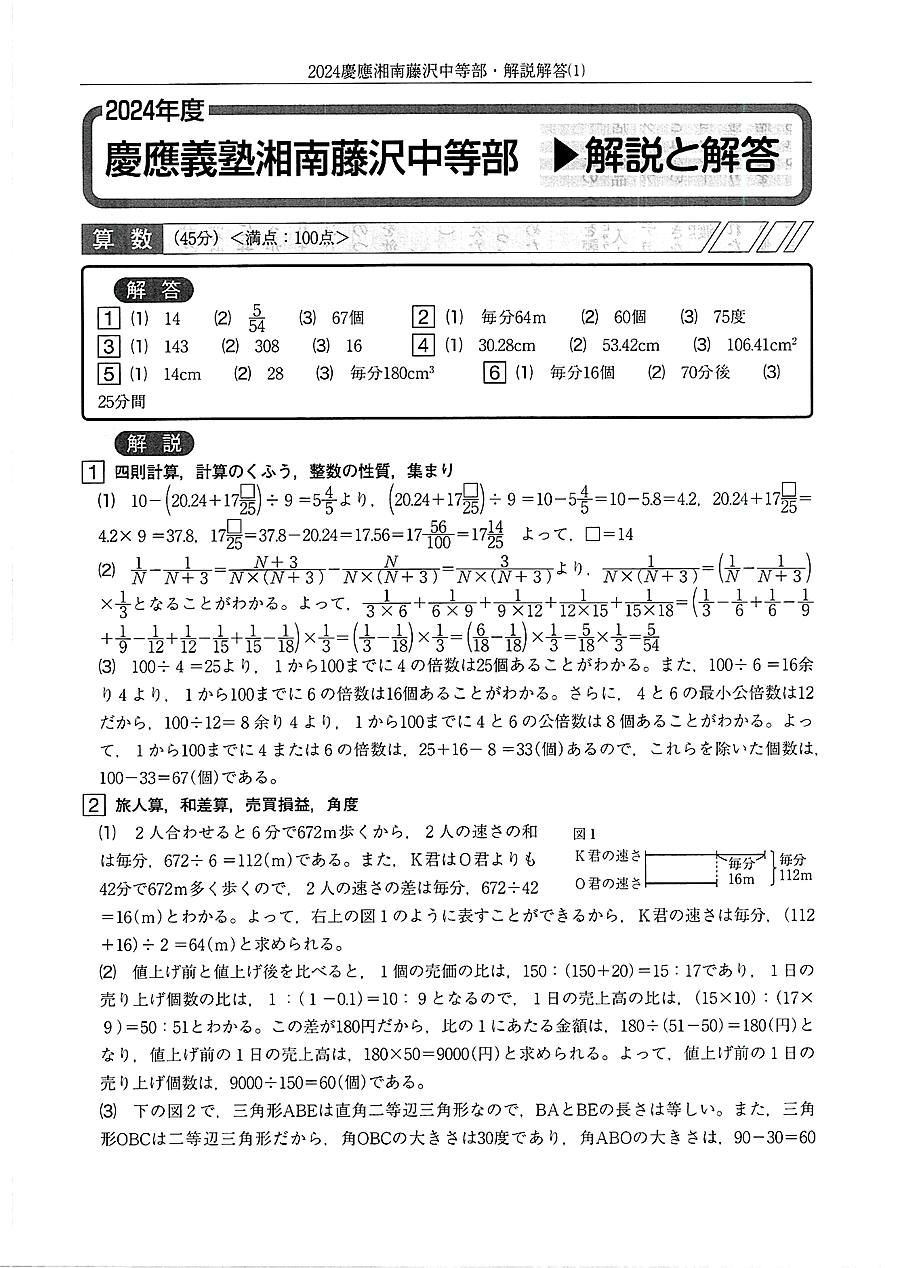 2024慶應湘南藤沢中等部・解説解答(1)
2024年度
慶應義塾湘南藤沢中等部 ▶解説と解答
算数 (45分) <満点：100点>
解答
1 (1) 14 (2) 5/54 (3) 67個 2 (1) 毎分64m (2) 60個 (3) 75度
3 (1) 143 (2) 308 (3) 16 4 (1) 30.28cm (2) 53.42cm (3) 106.41cm²
5 (1) 14cm (2) 28 (3) 毎分180cm³ 6 (1) 毎分16個 (2) 70分後 (3)
25分間
解説
1 四則計算，計算のくふう，整数の性質，集まり
(1) 10−(20.24+17□/25)÷9=5 4/5より，(20.24+17□/25)÷9=10−5 4/5=10−5.8=4.2，20.24+17□/25=
4.2×9=37.8，17□/25=37.8−20.24=17.56=17 56/100=17 14/25 よって，□=14
(2) 1/N−1/(N+3)=(N+3)/(N×(N+3))−N/(N×(N+3))=3/(N×(N+3))より，1/(N×(N+3))=(1/N−1/(N+3))
×1/3となることがわかる。よって，1/(3×6)+1/(6×9)+1/(9×12)+1/(12×15)+1/(15×18)=(1/3−1/6+1/6−1/9
+1/9−1/12+1/12−1/15+1/15−1/18)×1/3=(1/3−1/18)×1/3=(6/18−1/18)×1/3=5/18×1/3=5/54
(3) 100÷4=25より，1から100までに4の倍数は25個あることがわかる。また，100÷6=16余
り4より，1から100までに6の倍数は16個あることがわかる。さらに，4と6の最小公倍数は12
だから，100÷12=8余り4より，1から100までに4と6の公倍数は8個あることがわかる。よっ
て，1から100までに4または6の倍数は，25+16−8=33(個)あるので，これらを除いた個数は，
100−33=67(個)である。
2 旅人算，和差算，売買損益，角度
(1) 2人合わせると6分で672m歩くから，2人の速さの和
は毎分，672÷6=112(m)である。また，K君はO君よりも
42分で672m多く歩くので，2人の速さの差は毎分，672÷42
=16(m)とわかる。よって，右上の図1のように表すことができるから，K君の速さは毎分，(112
+16)÷2=64(m)と求められる。
図1
K君の速さ
O君の速さ
毎分
16m
毎分
112m
(2) 値上げ前と値上げ後を比べると，1個の売価の比は，150：(150+20)=15：17であり，1日の
売り上げ個数の比は，1：(1−0.1)=10：9となるので，1日の売上高の比は，(15×10)：(17×
9)=50：51とわかる。この差が180円だから，比の1にあたる金額は，180÷(51−50)=180(円)と
なり，値上げ前の1日の売上高は，180×50=9000(円)と求められる。よって，値上げ前の1日の
売り上げ個数は，9000÷150=60(個)である。
(3) 下の図2で，三角形ABEは直角二等辺三角形なので，BAとBEの長さは等しい。また，三角
形OBCは二等辺三角形だから，角OBCの大きさは30度であり，角ABOの大きさは，90−30=60